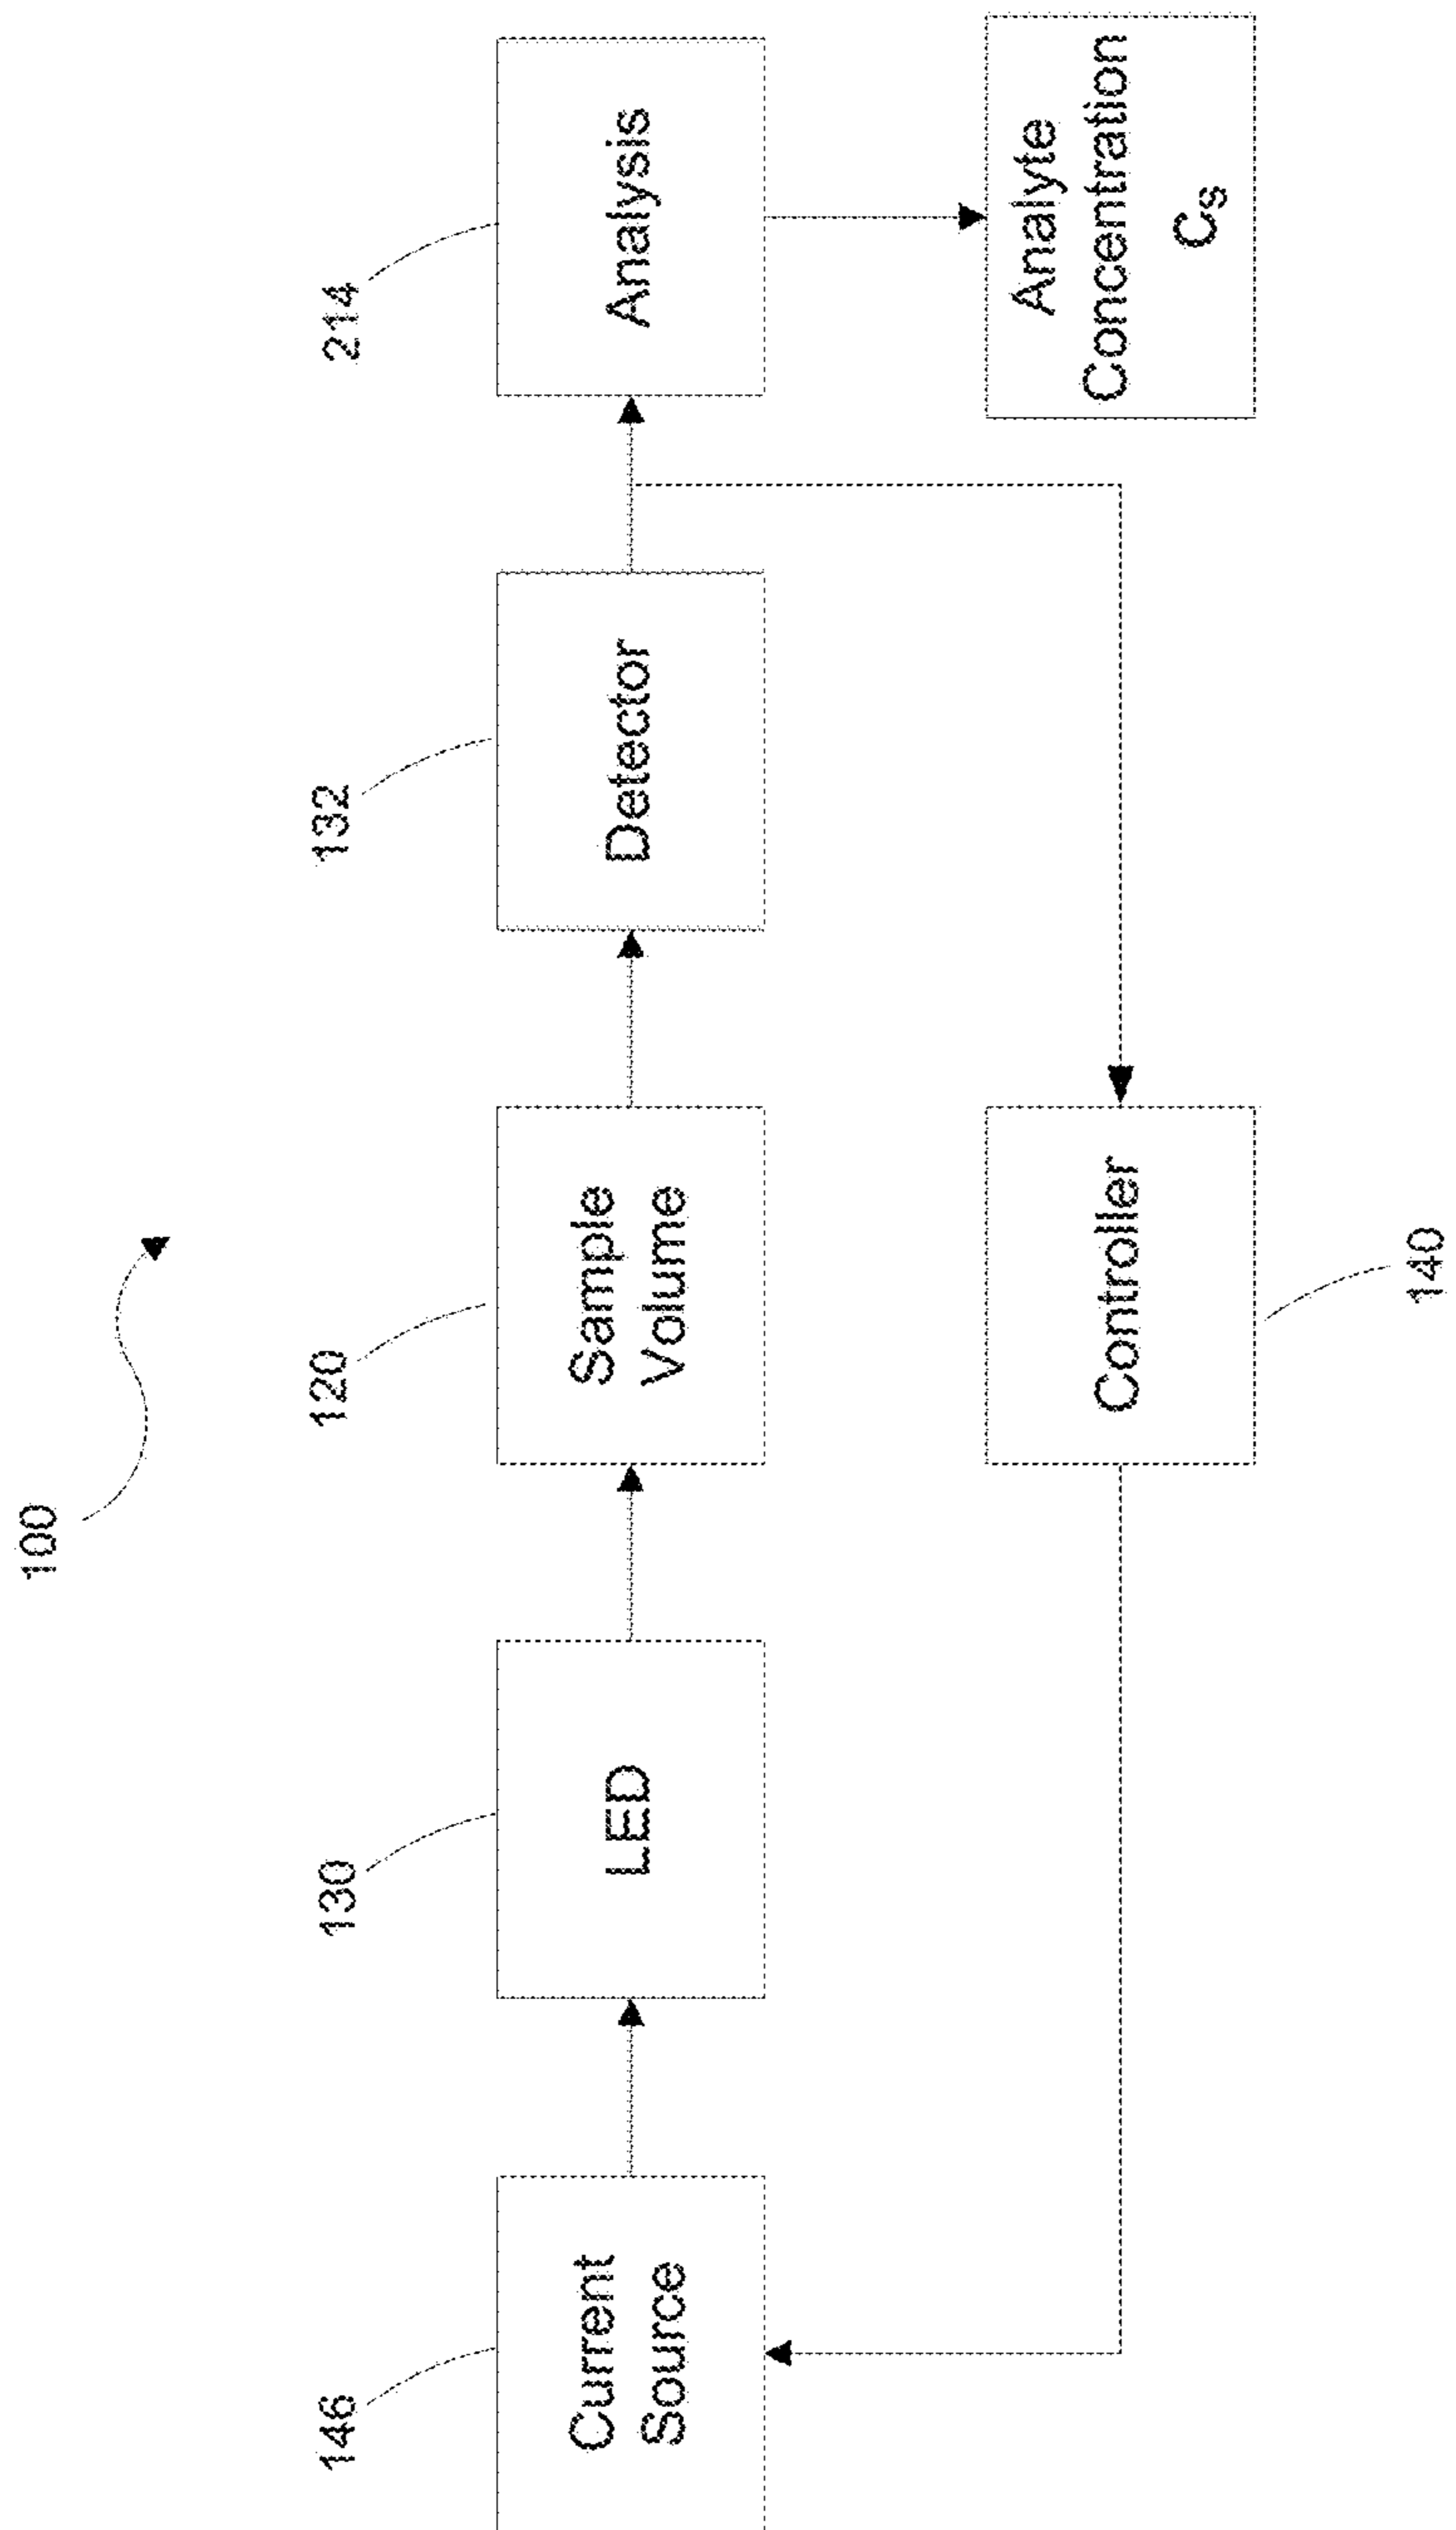 100
146
130
120
132
214
Current
Source
LED
Sample
Volume
Detector
Analysis
Controller
140
Analyte
Concentration
Cs